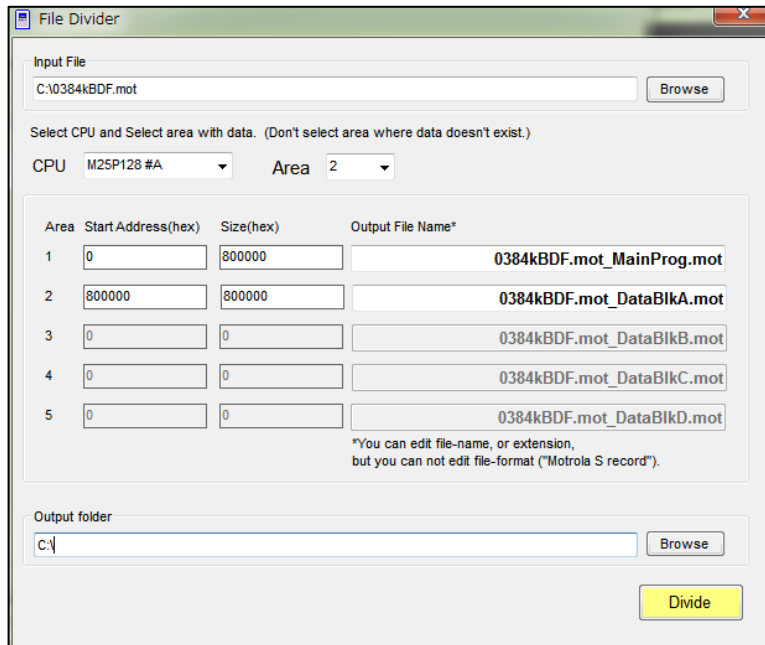 File Divider
x
Input File
C:\0384kBDF.mot
Browse
Select CPU and Select area with data. (Don't select area where data doesn't exist.)
CPU M25P128 #A Area 2
Area Start Address(hex) Size(hex) Output File Name*
1 0 800000 0384kBDF.mot_MainProg.mot
2 800000 800000 0384kBDF.mot_DataBlkA.mot
3 0 0 0384kBDF.mot_DataBlkB.mot
4 0 0 0384kBDF.mot_DataBlkC.mot
5 0 0 0384kBDF.mot_DataBlkD.mot
*You can edit file-name, or extension,
but you can not edit file-format ("Motrola S record").
Output folder
C:\
Browse
Divide